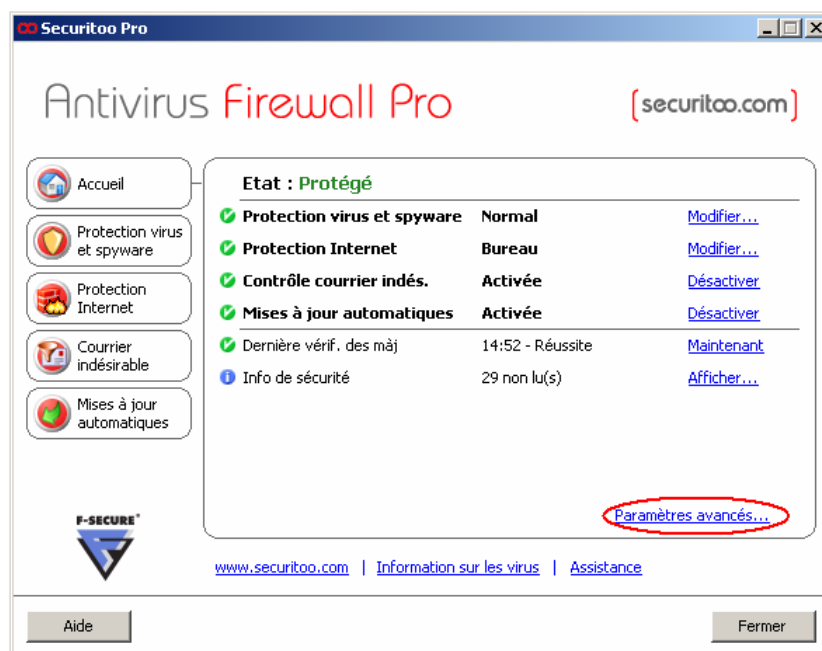 Securitoo Pro
Antivirus Firewall Pro
(securitoo.com)
Accueil
Protection virus
et spyware
Protection
Internet
Courrier
indésirable
Mises à jour
automatiques
Etat : Protégé
Protection virus et spyware Normal Modifier...
Protection Internet Bureau Modifier...
Contrôle courrier indés. Activée Désactiver
Mises à jour automatiques Activée Désactiver
Dernière vérif. des màj 14:52 - Réussite Maintenant
Info de sécurité 29 non lu(s) Afficher...
Paramètres avancés...
F-SECURE
www.securitoo.com | Information sur les virus | Assistance
Aide
Fermer